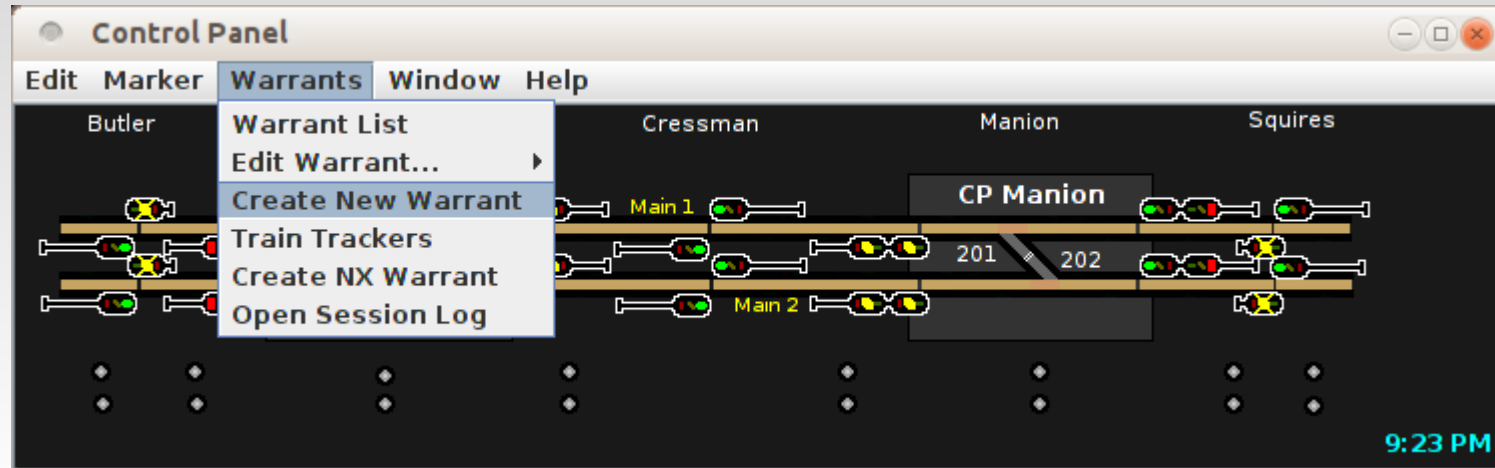 Control Panel
Edit Marker Warrants Window Help
Butler Cressman Manion Squires
Warrant List
Edit Warrant...
Create New Warrant
Train Trackers
Create NX Warrant
Open Session Log
CP Manion
Main 1
201 202
Main 2
9:23 PM